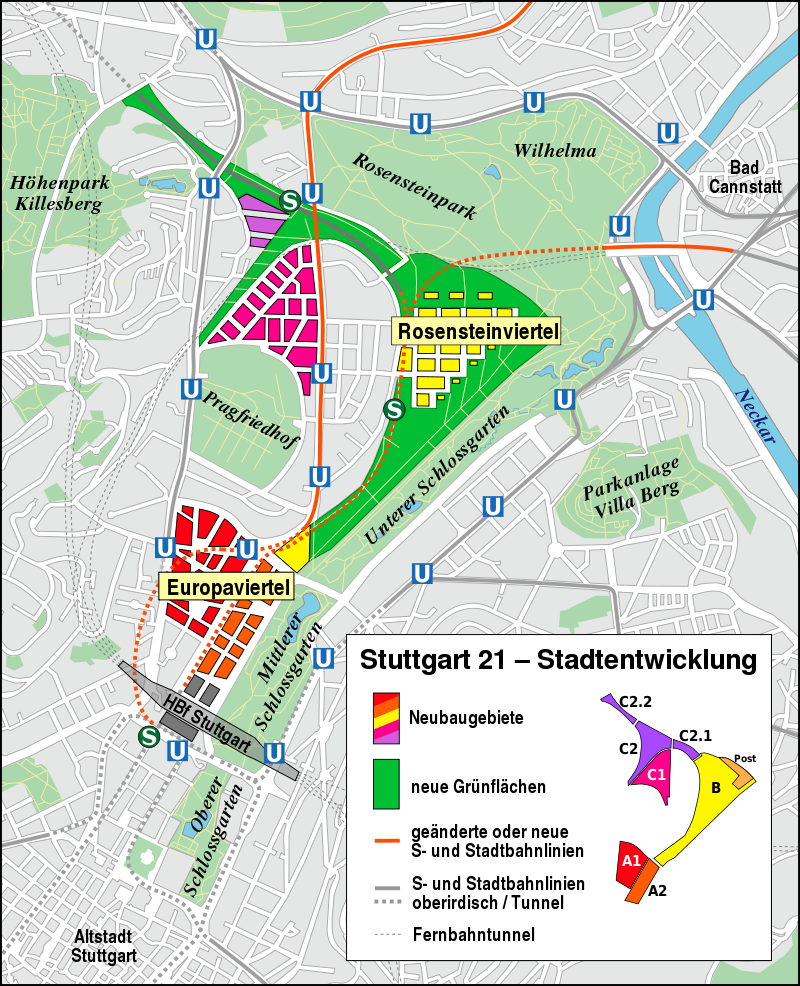 U
U
U
U
U
Wilhelma
Rosensteinpark
Bad
Cannstatt
Höhenpark
Killesberg
U
U
S
U
U
Rosensteinviertel
U
U
Pragfriedhof
S
U
Neckar
Unterer Schlossgarten
Parkanlage
Villa Berg
U
U
U
U
U
Europaviertel
Mittlerer
Schlossgarten
U
HBf Stuttgart
S
U
U
Oberer
Schlossgarten
Altstadt
Stuttgart
Stuttgart 21 – Stadtentwicklung
Neubaugebiete
neue Grünflächen
geänderte oder neue
S- und Stadtbahnlinien
S- und Stadtbahnlinien
oberirdisch / Tunnel
Fernbahntunnel
C2.2
C2
C2.1
C1
Post
B
A1
A2